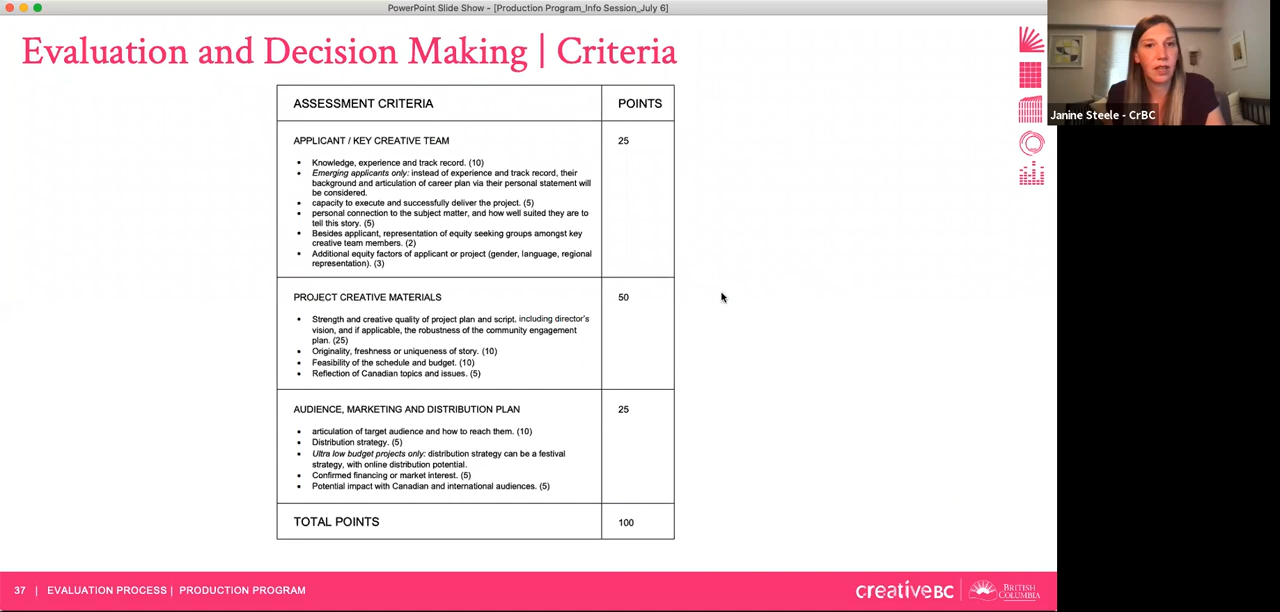 PowerPoint Slide Show - [Production Program_Info Session_July 6]
Evaluation and Decision Making | Criteria
ASSESSMENT CRITERIA POINTS
APPLICANT / KEY CREATIVE TEAM 25
• Knowledge, experience and track record. (10)
• Emerging applicants only: instead of experience and track record, their
background and articulation of career plan via their personal statement will
be considered.
• capacity to execute and successfully deliver the project. (5)
• personal connection to the subject matter, and how well suited they are to
tell this story. (5)
• Besides applicant, representation of equity seeking groups amongst key
creative team members. (2)
• Additional equity factors of applicant or project (gender, language, regional
representation). (3)
PROJECT CREATIVE MATERIALS 50
• Strength and creative quality of project plan and script. including director's
vision, and if applicable, the robustness of the community engagement
plan. (25)
• Originality, freshness or uniqueness of story. (10)
• Feasibility of the schedule and budget. (10)
• Reflection of Canadian topics and issues. (5)
AUDIENCE, MARKETING AND DISTRIBUTION PLAN 25
• articulation of target audience and how to reach them. (10)
• Distribution strategy. (5)
• Ultra low budget projects only: distribution strategy can be a festival
strategy, with online distribution potential.
• Confirmed financing or market interest. (5)
• Potential impact with Canadian and international audiences. (5)
TOTAL POINTS 100
Janine Steele - CrBC
37 | EVALUATION PROCESS | PRODUCTION PROGRAM
creativeBC
BRITISH
COLUMBIA